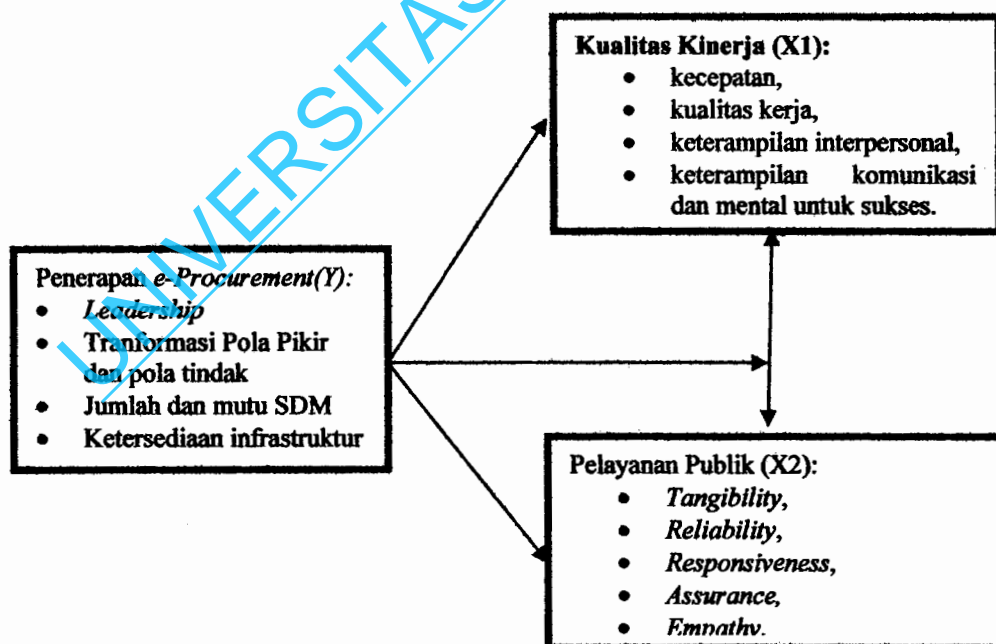 UNIVERSITAS
Kualitas Kinerja (X1):
• kecepatan,
• kualitas kerja,
• keterampilan interpersonal,
• keterampilan komunikasi
dan mental untuk sukses.
Penerapan e-Procurement(Y):
• Leadership
• Tranformasi Pola Pikir
dan pola tindak
• Jumlah dan mutu SDM
• Ketersediaan infrastruktur
Pelayanan Publik (X2):
• Tangibility,
• Reliability,
• Responsiveness,
• Assurance,
• Empathy.